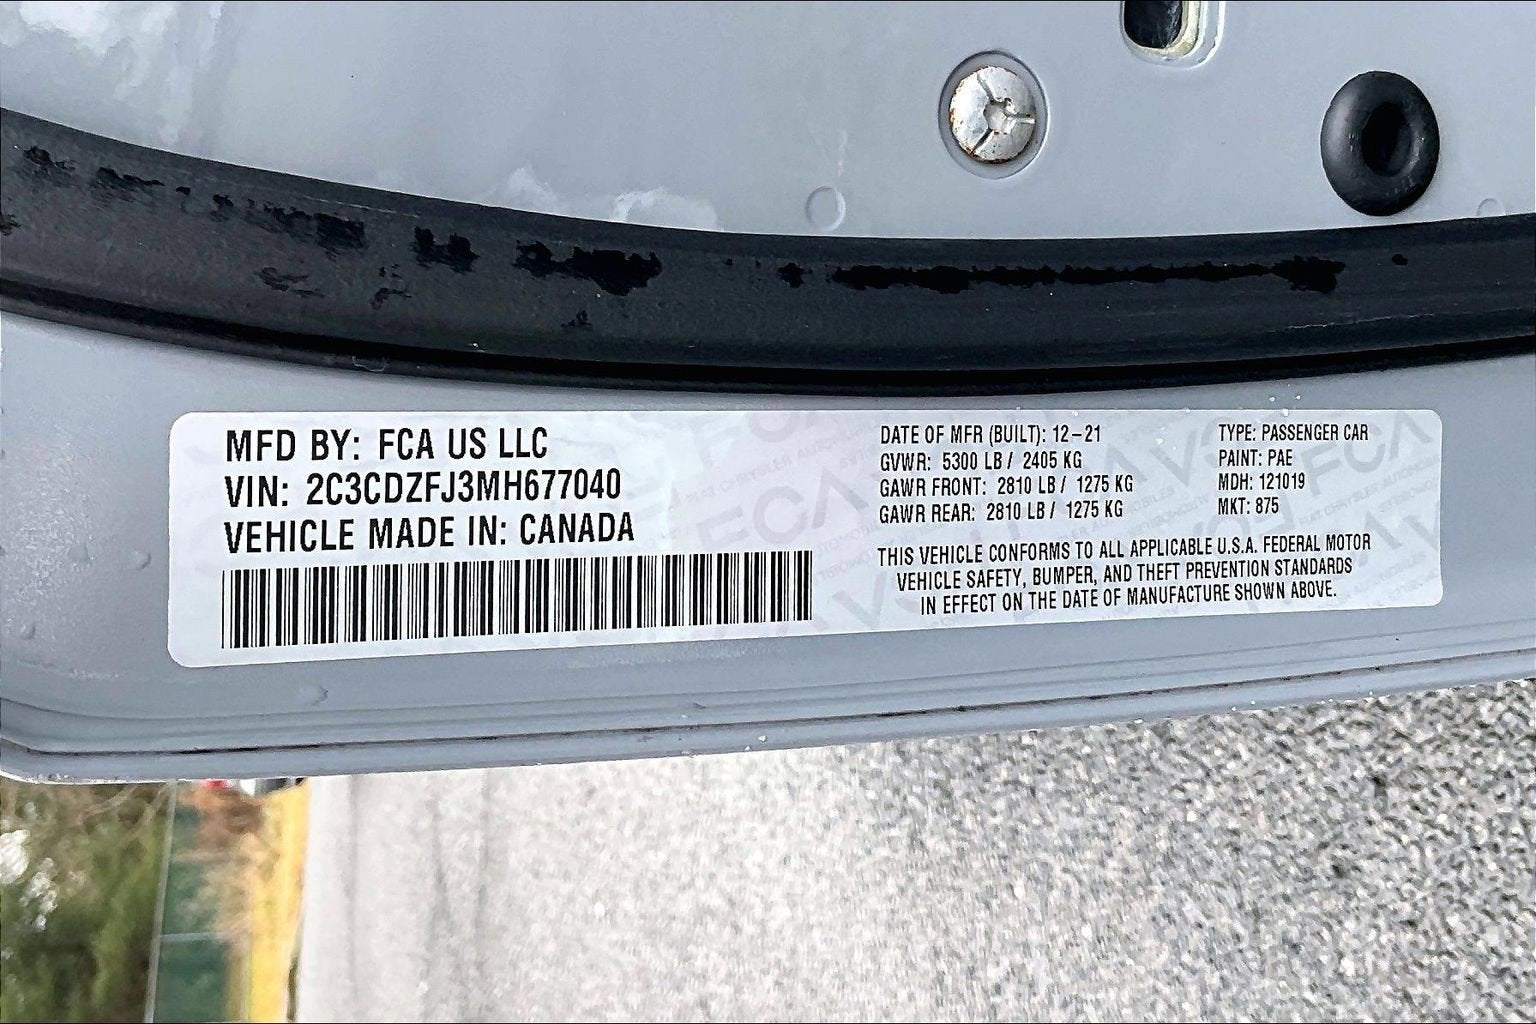 MFD BY: FCA US LLC
VIN: 2C3CDZFJ3MH677040
VEHICLE MADE IN: CANADA
DATE OF MFR (BUILT): 12-21
GVWR: 5300 LB / 2405 KG
GAWR FRONT: 2810 LB / 1275 KG
GAWR REAR: 2810 LB / 1275 KG
TYPE: PASSENGER CAR
PAINT: PAE
MDH: 121019
MKT: 875
THIS VEHICLE CONFORMS TO ALL APPLICABLE U.S.A. FEDERAL MOTOR
VEHICLE SAFETY, BUMPER, AND THEFT PREVENTION STANDARDS
IN EFFECT ON THE DATE OF MANUFACTURE SHOWN ABOVE.